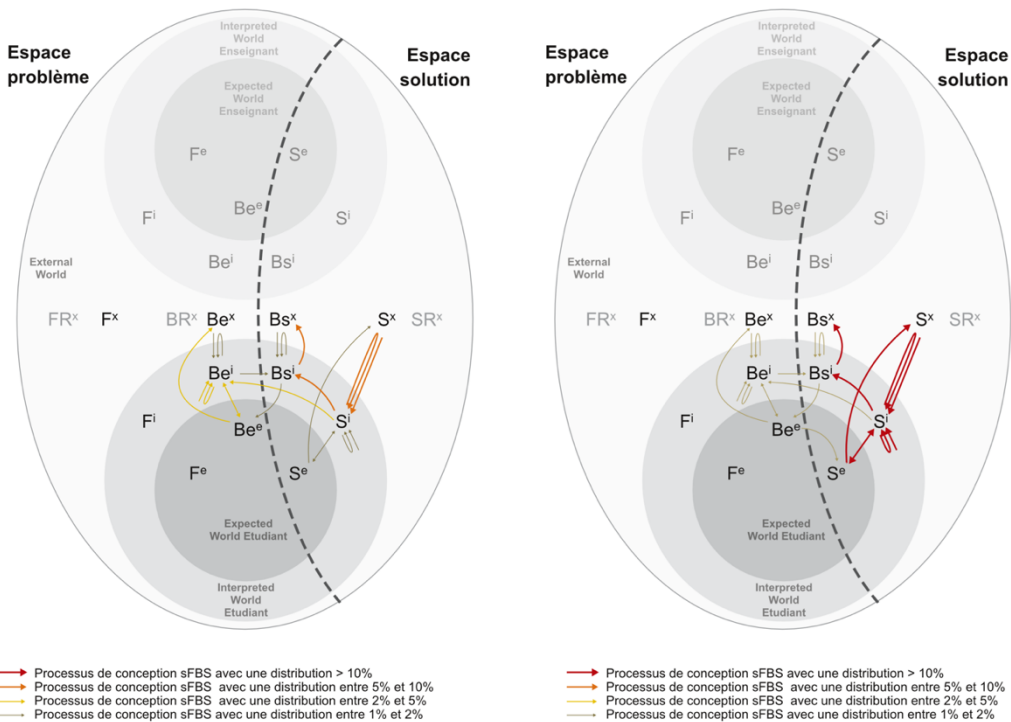 Espace
problème
Interpreted
World
Enseignant
Espace
solution
Expected
World
Enseignant
Fᵉ
Sᵉ
Beᵉ
Fⁱ
Sⁱ
Beⁱ
Bsⁱ
External
World
FRˣ
Fˣ
BRˣ
Beˣ
Bsˣ
Sˣ
SRˣ
Beⁱ
Bsⁱ
Fⁱ
Beᵉ
Sⁱ
Fᵉ
Sᵉ
Expected
World Etudiant
Interpreted
World
Etudiant
Processus de conception sFBS avec une distribution > 10%
Processus de conception sFBS avec une distribution entre 5% et 10%
Processus de conception sFBS avec une distribution entre 2% et 5%
Processus de conception sFBS avec une distribution entre 1% et 2%
Espace
problème
Interpreted
World
Enseignant
Espace
solution
Expected
World
Enseignant
Fᵉ
Sᵉ
Beᵉ
Fⁱ
Sⁱ
Beⁱ
Bsⁱ
External
World
FRˣ
Fˣ
BRˣ
Beˣ
Bsˣ
Sˣ
SRˣ
Beⁱ
Bsⁱ
Fⁱ
Beᵉ
Sⁱ
Fᵉ
Sᵉ
Expected
World Etudiant
Interpreted
World
Etudiant
Processus de conception sFBS avec une distribution > 10%
Processus de conception sFBS avec une distribution entre 5% et 10%
Processus de conception sFBS avec une distribution entre 2% et 5%
Processus de conception sFBS avec une distribution entre 1% et 2%